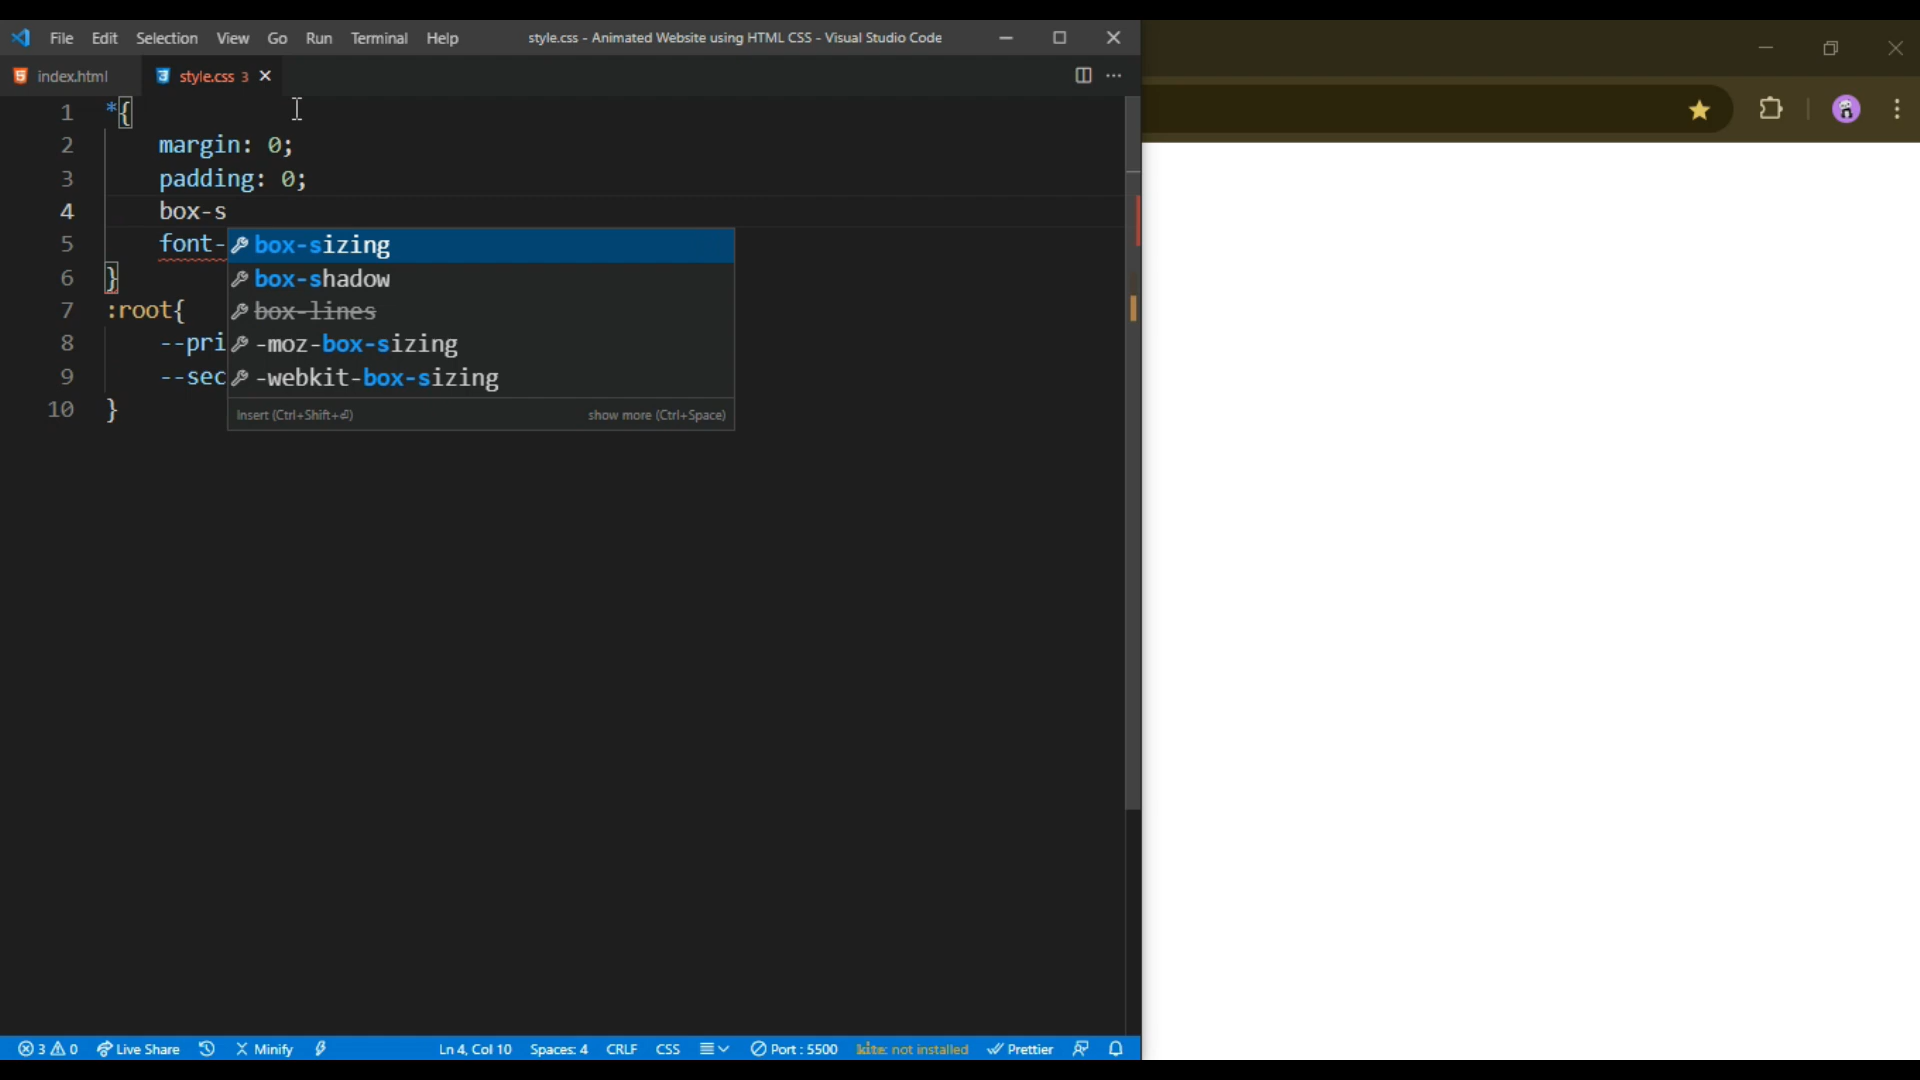 File Edit Selection View Go Run Terminal Help style.css - Animated Website using HTML CSS - Visual Studio Code
index.html style.css 3
1 *{
2 margin: 0;
3 padding: 0;
4 box-s
5 font-
box-sizing
6 }
box-shadow
7 :root{
box-lines
8 --pri
-moz-box-sizing
9 --sec
-webkit-box-sizing
10 }
Insert (Ctrl+Shift+⏎) show more (Ctrl+Space)
3 0 Live Share Minify Ln 4, Col 10 Spaces: 4 CRLF CSS Port : 5500 kite: not installed Prettier